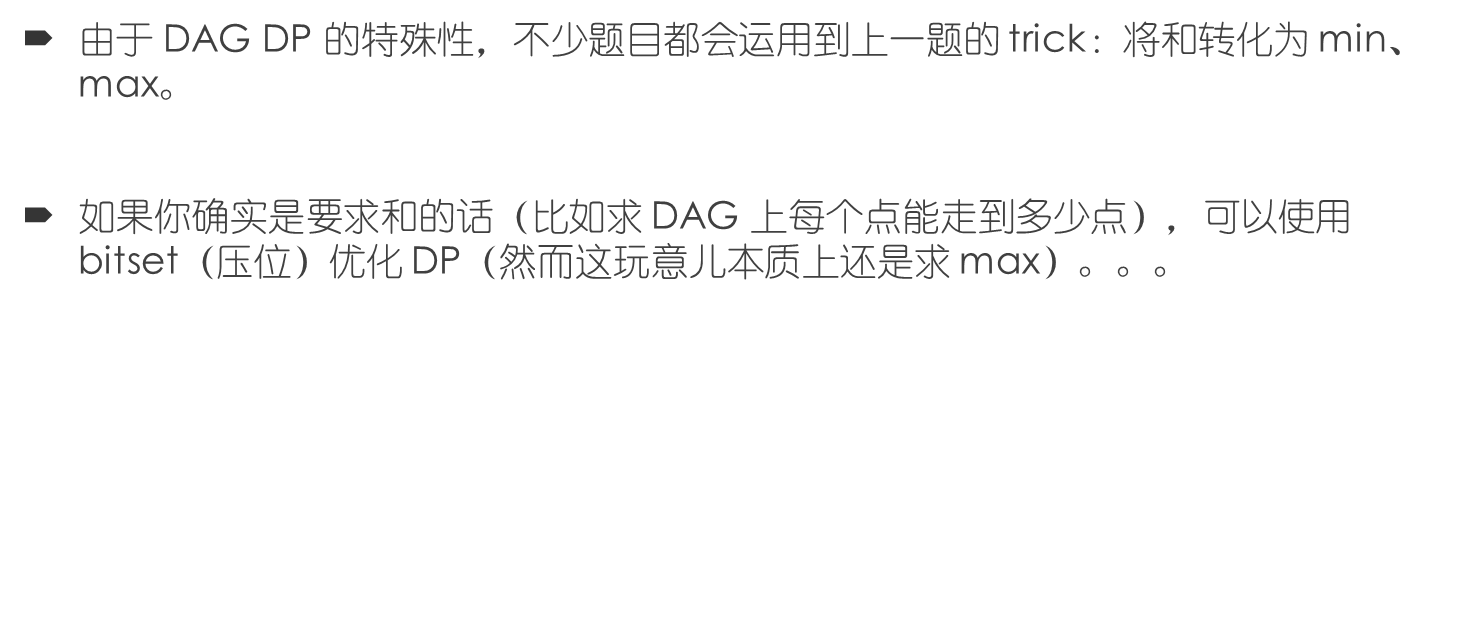 由于 DAG DP 的特殊性，不少题目都会运用到上一题的 trick：将和转化为 min、
max。
如果你确实是要求和的话（比如求 DAG 上每个点能走到多少点），可以使用
bitset（压位）优化 DP（然而这玩意儿本质上还是求 max）。。。